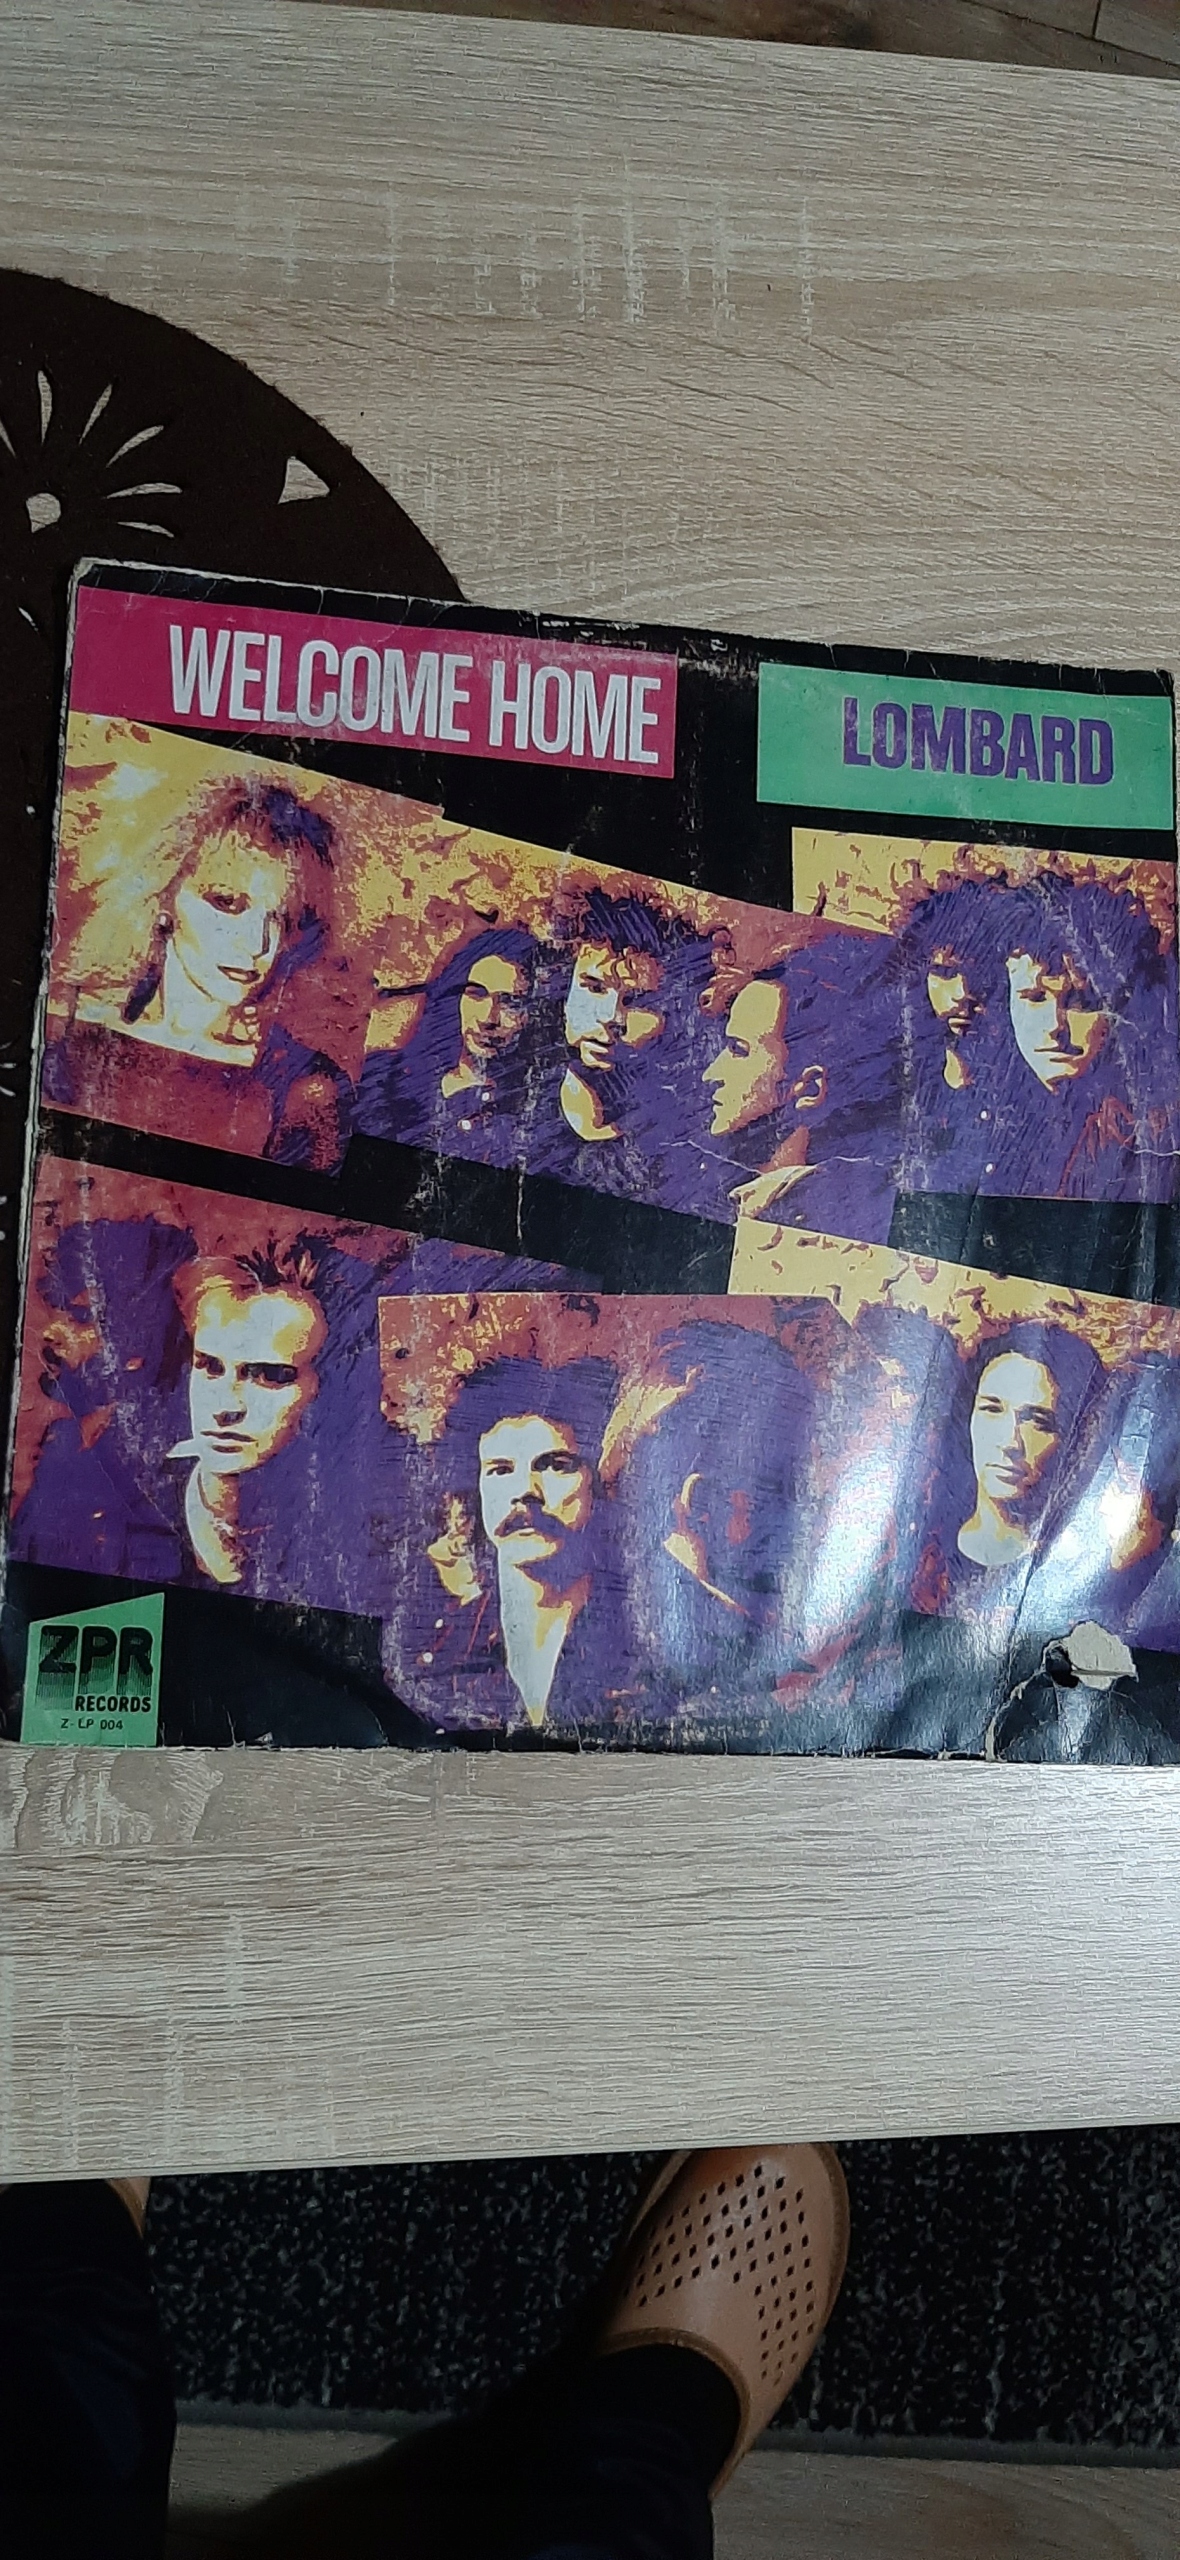 WELCOME HOME
LOMBARD
ZPR
RECORDS
Z-LP 004